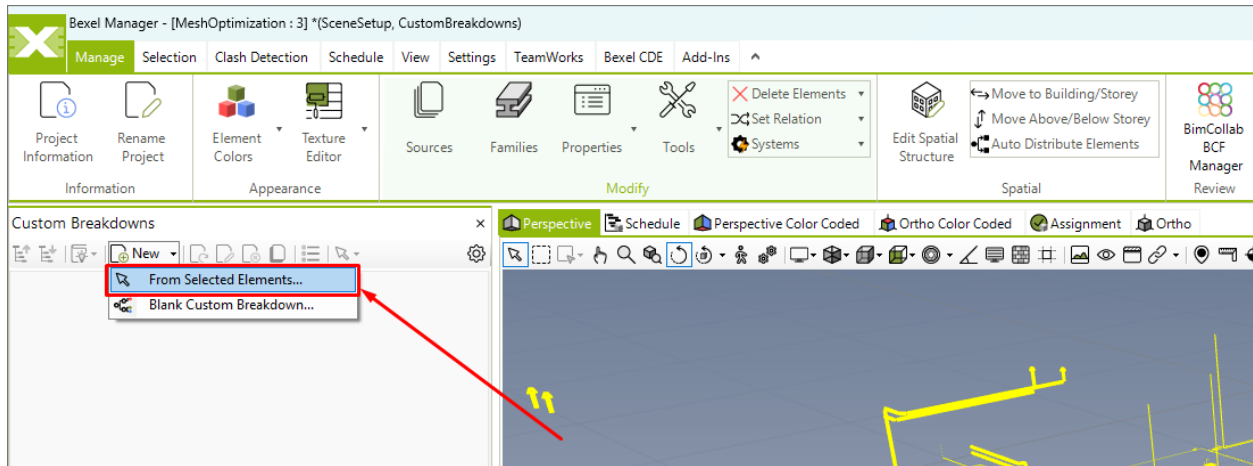 Bexel Manager - [MeshOptimization : 3] *(SceneSetup, CustomBreakdowns)
Manage Selection Clash Detection Schedule View Settings TeamWorks Bexel CDE Add-Ins
Project Information
Rename Project
Element Colors
Texture Editor
Sources
Families
Properties
Tools
Delete Elements
Set Relation
Systems
Edit Spatial Structure
Move to Building/Storey
Move Above/Below Storey
Auto Distribute Elements
BimCollab BCF Manager
Information Appearance Modify Spatial Review
Custom Breakdowns
New
From Selected Elements...
Blank Custom Breakdown...
Perspective Schedule Perspective Color Coded Ortho Color Coded Assignment Ortho